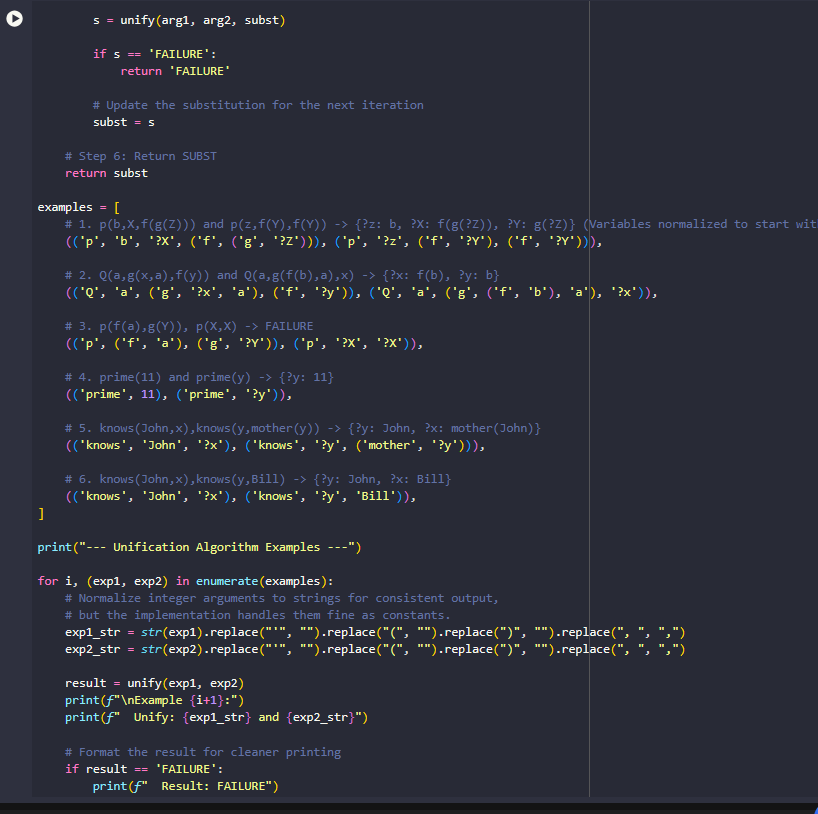 s = unify(arg1, arg2, subst)

        if s == 'FAILURE':
            return 'FAILURE'

        # Update the substitution for the next iteration
        subst = s

    # Step 6: Return SUBST
    return subst

examples = [
    # 1. p(b,X,f(g(Z))) and p(z,f(Y),f(Y)) -> {?z: b, ?X: f(g(?Z)), ?Y: g(?Z)} (Variables normalized to start wit
    (('p', 'b', '?X', ('f', ('g', '?Z'))), ('p', '?z', ('f', '?Y'), ('f', '?Y'))),

    # 2. Q(a,g(x,a),f(y)) and Q(a,g(f(b),a),x) -> {?x: f(b), ?y: b}
    (('Q', 'a', ('g', '?x', 'a'), ('f', '?y')), ('Q', 'a', ('g', ('f', 'b'), 'a'), '?x')),

    # 3. p(f(a),g(Y)), p(X,X) -> FAILURE
    (('p', ('f', 'a'), ('g', '?Y')), ('p', '?X', '?X')),

    # 4. prime(11) and prime(y) -> {?y: 11}
    (('prime', 11), ('prime', '?y')),

    # 5. knows(John,x),knows(y,mother(y)) -> {?y: John, ?x: mother(John)}
    (('knows', 'John', '?x'), ('knows', '?y', ('mother', '?y'))),

    # 6. knows(John,x),knows(y,Bill) -> {?y: John, ?x: Bill}
    (('knows', 'John', '?x'), ('knows', '?y', 'Bill')),
]

print("--- Unification Algorithm Examples ---")

for i, (exp1, exp2) in enumerate(examples):
    # Normalize integer arguments to strings for consistent output,
    # but the implementation handles them fine as constants.
    exp1_str = str(exp1).replace("'", "").replace("(", "").replace(")", "").replace(", ", ",")
    exp2_str = str(exp2).replace("'", "").replace("(", "").replace(")", "").replace(", ", ",")

    result = unify(exp1, exp2)
    print(f"\nExample {i+1}:")
    print(f"  Unify: {exp1_str} and {exp2_str}")

    # Format the result for cleaner printing
    if result == 'FAILURE':
        print(f"  Result: FAILURE")